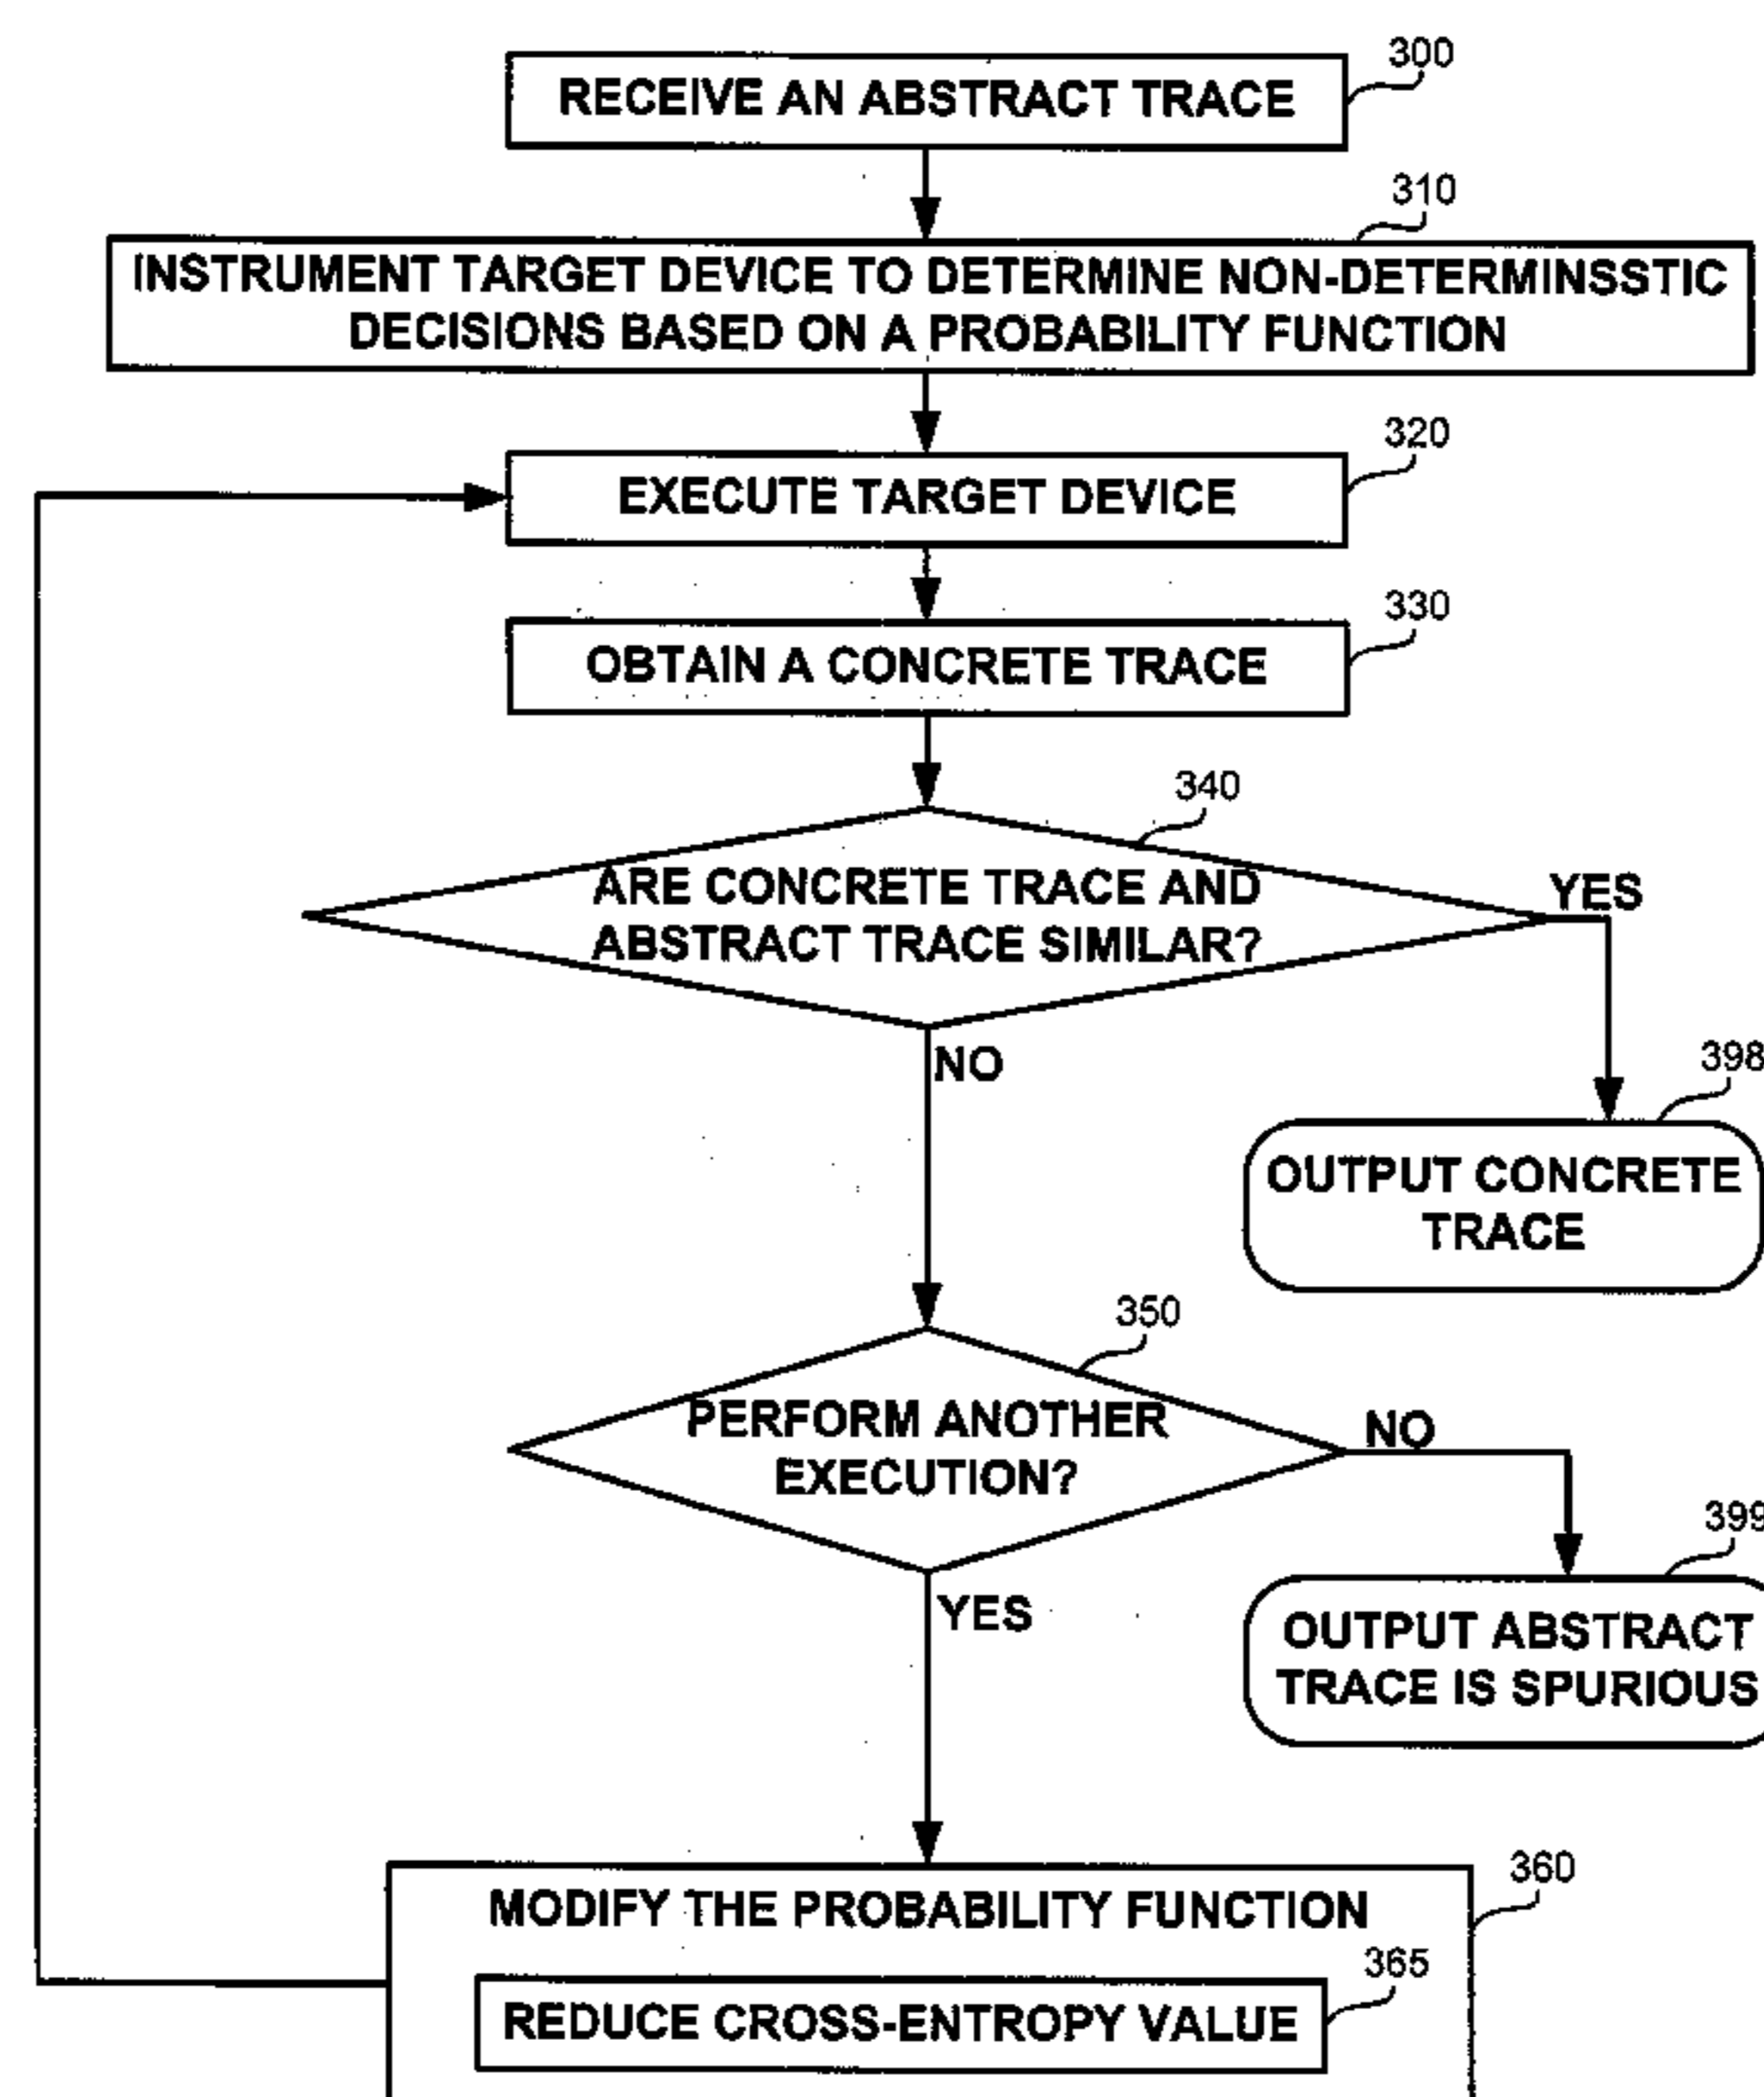 300
RECEIVE AN ABSTRACT TRACE
310
INSTRUMENT TARGET DEVICE TO DETERMINE NON-DETERMINSSTIC
DECISIONS BASED ON A PROBABILITY FUNCTION
320
EXECUTE TARGET DEVICE
330
OBTAIN A CONCRETE TRACE
340
ARE CONCRETE TRACE AND
ABSTRACT TRACE SIMILAR?
YES
NO
398
OUTPUT CONCRETE
TRACE
350
PERFORM ANOTHER
EXECUTION?
NO
YES
399
OUTPUT ABSTRACT
TRACE IS SPURIOUS
360
MODIFY THE PROBABILITY FUNCTION
365
REDUCE CROSS-ENTROPY VALUE